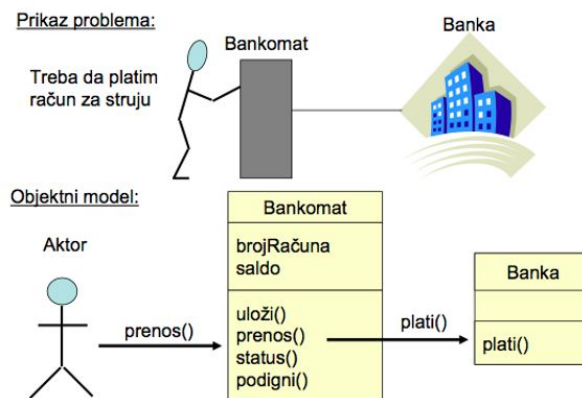 Prikaz problema:
Bankomat
Banka
Treba da platim
račun za struju
Objektni model:
Aktor
prenos()
Bankomat
brojRačuna
saldo
uloži()
prenos()
status()
podigni()
plati()
Banka
plati()